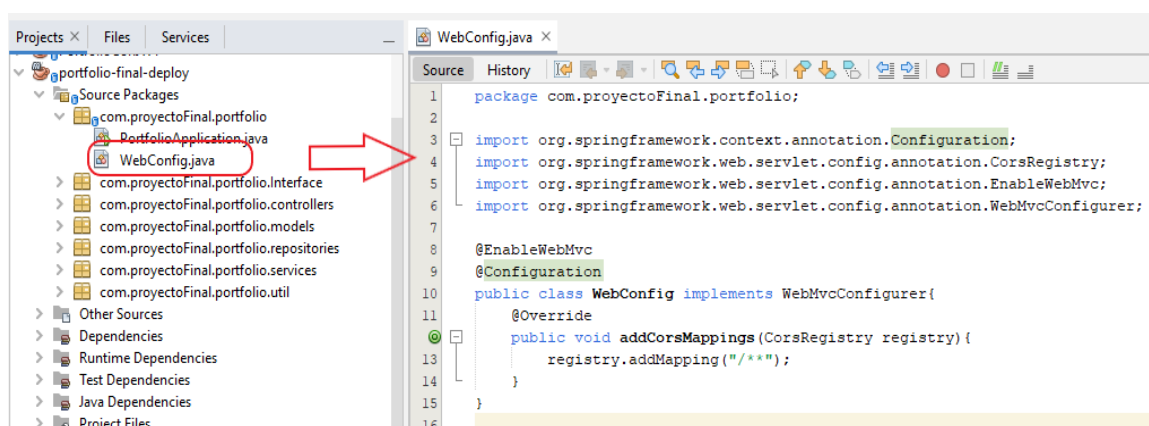 Projects × Files Services
portfolio-final-deploy
Source Packages
com.proyectoFinal.portfolio
PortfolioApplication.java
WebConfig.java
com.proyectoFinal.portfolio.Interface
com.proyectoFinal.portfolio.controllers
com.proyectoFinal.portfolio.models
com.proyectoFinal.portfolio.repositories
com.proyectoFinal.portfolio.services
com.proyectoFinal.portfolio.util
Other Sources
Dependencies
Runtime Dependencies
Test Dependencies
Java Dependencies
Project Files
WebConfig.java ×
Source History
1 package com.proyectoFinal.portfolio;
2
3 import org.springframework.context.annotation.Configuration;
4 import org.springframework.web.servlet.config.annotation.CorsRegistry;
5 import org.springframework.web.servlet.config.annotation.EnableWebMvc;
6 import org.springframework.web.servlet.config.annotation.WebMvcConfigurer;
7
8 @EnableWebMvc
9 @Configuration
10 public class WebConfig implements WebMvcConfigurer{
11 @Override
public void addCorsMappings(CorsRegistry registry){
13 registry.addMapping("/**");
14 }
15 }
16